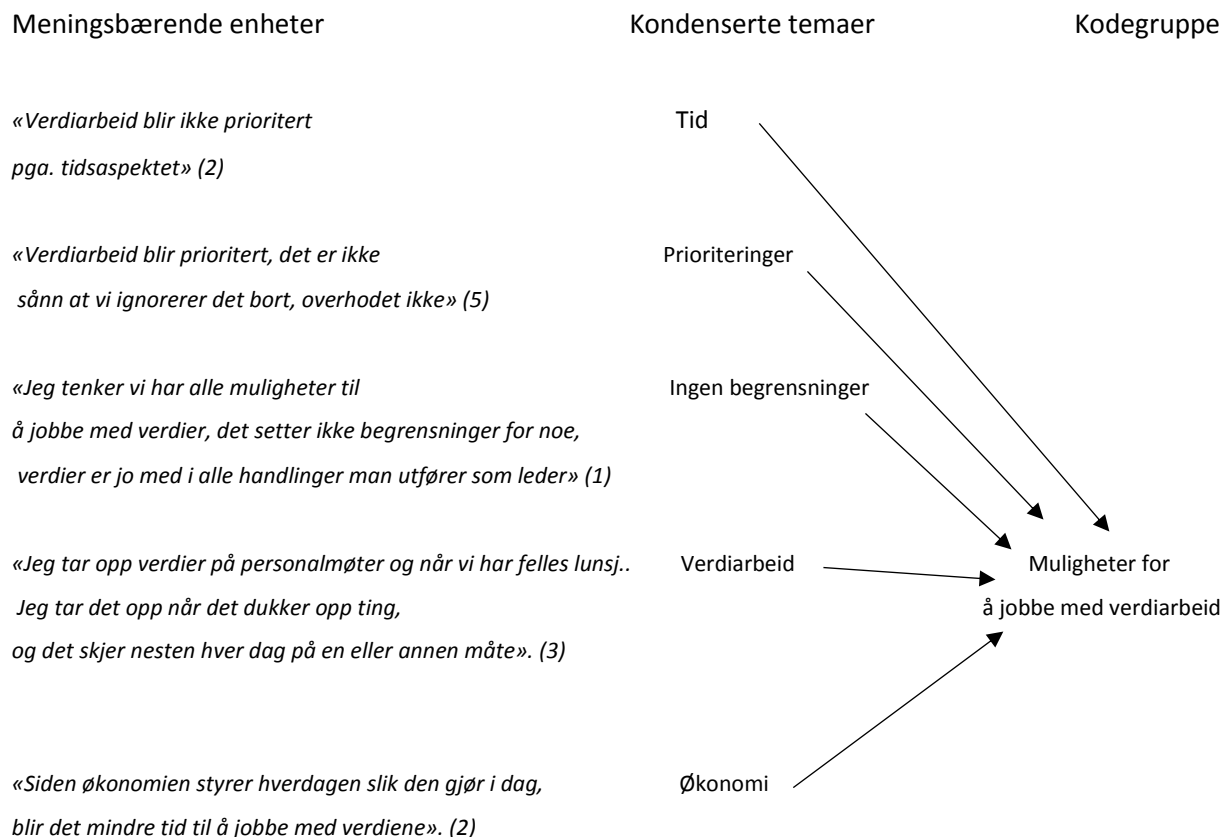 Meningsbærende enheter Kondenserte temaer Kodegruppe
«Verdiarbeid blir ikke prioritert Tid
pga. tidsaspektet» (2)
«Verdiarbeid blir prioritert, det er ikke Prioriteringer
sånn at vi ignorerer det bort, overhodet ikke» (5)
«Jeg tenker vi har alle muligheter til Ingen begrensninger
å jobbe med verdier, det setter ikke begrensninger for noe,
verdier er jo med i alle handlinger man utfører som leder» (1)
«Jeg tar opp verdier på personalmøter og når vi har felles lunsj.. Verdiarbeid Muligheter for
Jeg tar det opp når det dukker opp ting, å jobbe med verdiarbeid
og det skjer nesten hver dag på en eller annen måte». (3)
«Siden økonomien styrer hverdagen slik den gjør i dag, Økonomi
blir det mindre tid til å jobbe med verdiene». (2)